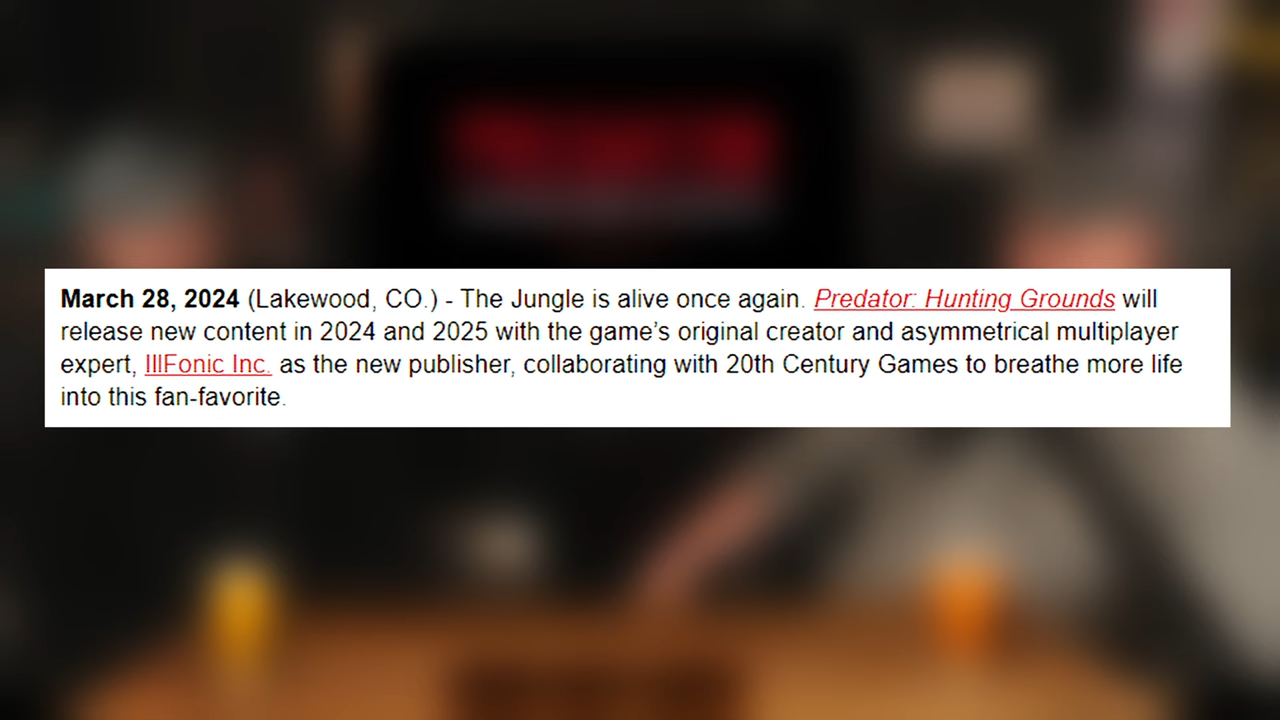 March 28, 2024 (Lakewood, CO.) - The Jungle is alive once again. Predator: Hunting Grounds will
release new content in 2024 and 2025 with the game's original creator and asymmetrical multiplayer
expert, IllFonic Inc. as the new publisher, collaborating with 20th Century Games to breathe more life
into this fan-favorite.